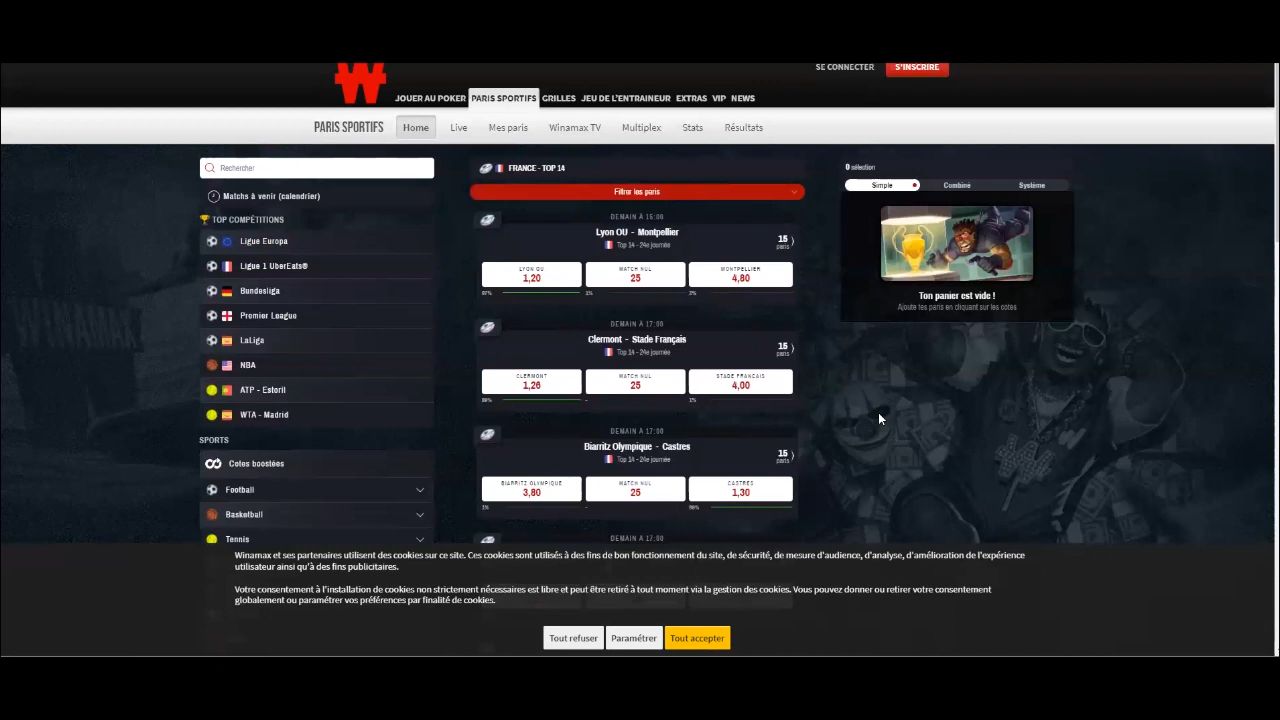 SE CONNECTER
S'INSCRIRE
JOUER AU POKER PARIS SPORTIFS GRILLES JEU DE L'ENTRAINEUR EXTRAS VIP NEWS
PARIS SPORTIFS Home Live Mes paris Winamax TV Multiplex Stats Résultats
Rechercher
Matchs à venir (calendrier)
TOP COMPÉTITIONS
Ligue Europa
Ligue 1 UberEats®
Bundesliga
Premier League
LaLiga
NBA
ATP - Estoril
WTA - Madrid
SPORTS
Cotes boostées
Football
Basketball
Tennis
FRANCE - TOP 14
Filtrer les paris
DEMAIN À 15:00
Lyon OU - Montpellier
Top 14 - 24e journée
15
paris
LYON OU MATCH NUL MONTPELLIER
1,20 25 4,80
97% 1% 2%
DEMAIN À 17:00
Clermont - Stade Français
Top 14 - 24e journée
15
paris
CLERMONT MATCH NUL STADE FRANCAIS
1,26 25 4,00
99% - 1%
DEMAIN À 17:00
Biarritz Olympique - Castres
Top 14 - 24e journée
15
paris
BIARRITZ OLYMPIQUE MATCH NUL CASTRES
3,80 25 1,30
1% - 99%
DEMAIN À 17:00
0 sélection
Simple Combiné Système
Ton panier est vide !
Ajoute tes paris en cliquant sur les cotes
Winamax et ses partenaires utilisent des cookies sur ce site. Ces cookies sont utilisés à des fins de bon fonctionnement du site, de sécurité, de mesure d'audience, d'analyse, d'amélioration de l'expérience
utilisateur ainsi qu'à des fins publicitaires.
Votre consentement à l'installation de cookies non strictement nécessaires est libre et peut être retiré à tout moment via la gestion des cookies. Vous pouvez donner ou retirer votre consentement
globalement ou paramétrer vos préférences par finalité de cookies.
Tout refuser Paramétrer Tout accepter